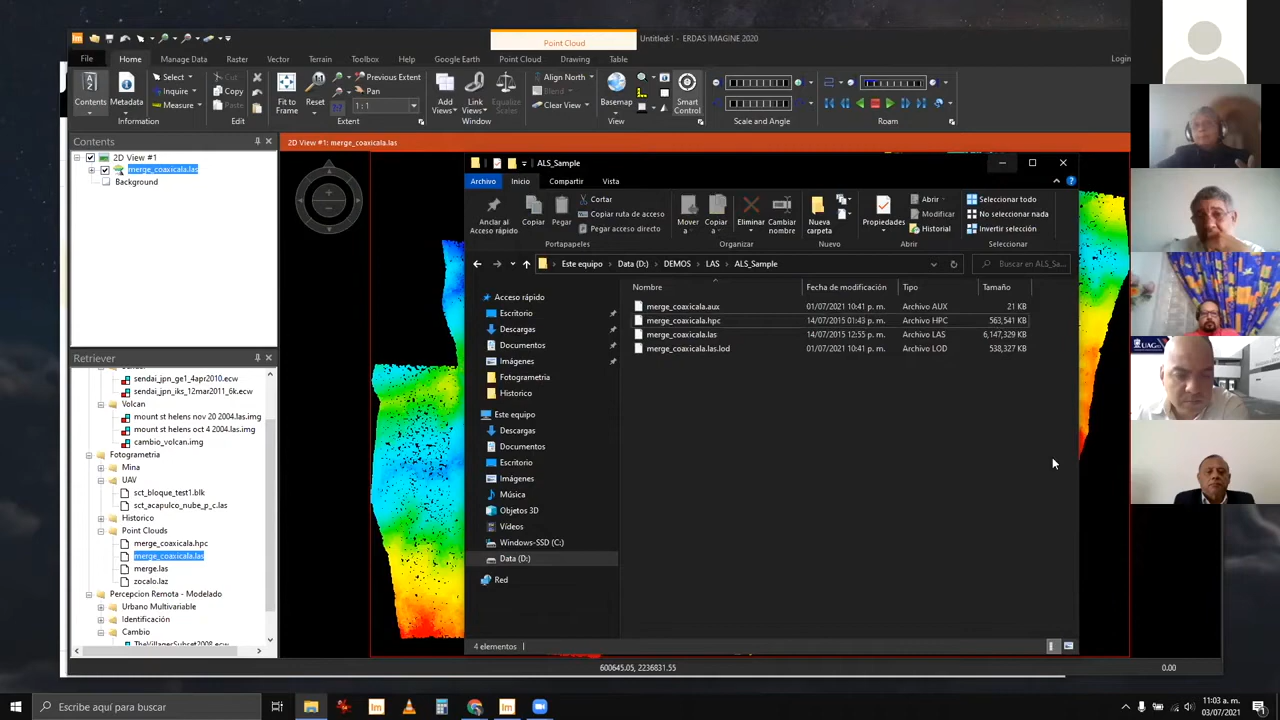 Point Cloud
Untitled:1 - ERDAS IMAGINE 2020
File Home Manage Data Raster Vector Terrain Toolbox Help Google Earth Point Cloud Drawing Table
Login
Contents Metadata
Select Inquire Measure
Information
Copy Paste
Edit
Fit to Frame Reset
Previous Extent
Pan
1 : 1
Extent
Add Views Link Views Equalize Scales
Window
Align North
Blend
Clear View
Basemap
View
Smart Control
Scale and Angle
Roam
Contents
2D View #1
merge_coaxicala.las
Background
Retriever
sendai_jpn_ge1_4apr2010.ecw
sendai_jpn_iks_12mar2011_6k.ecw
Volcan
mount st helens nov 20 2004.las.img
mount st helens oct 4 2004.las.img
cambio_volcan.img
Fotogrametria
Mina
UAV
sct_bloque_test1.blk
sct_acapulco_nube_p_c.las
Historico
Point Clouds
merge_coaxicala.hpc
merge_coaxicala.las
merge.las
zocalo.laz
Percepcion Remota - Modelado
Urbano Multivariable
Identificación
Cambio
TheVillagesSubset2008.ecw
2D View #1: merge_coaxicala.las
ALS_Sample
Archivo Inicio Compartir Vista
Anclar al Acceso rápido
Copiar
Pegar
Cortar
Copiar ruta de acceso
Pegar acceso directo
Portapapeles
Mover a
Copiar a
Eliminar
Cambiar nombre
Organizar
Nueva carpeta
Nuevo
Propiedades
Abrir
Modificar
Historial
Abrir
Seleccionar todo
No seleccionar nada
Invertir selección
Seleccionar
Este equipo > Data (D:) > DEMOS > LAS > ALS_Sample
Buscar en ALS_Sa...
Nombre Fecha de modificación Tipo Tamaño
merge_coaxicala.aux 01/07/2021 10:41 p. m. Archivo AUX 21 KB
merge_coaxicala.hpc 14/07/2015 01:43 p. m. Archivo HPC 563,541 KB
merge_coaxicala.las 14/07/2015 12:55 p. m. Archivo LAS 6,147,329 KB
merge_coaxicala.las.lod 01/07/2021 10:41 p. m. Archivo LOD 538,327 KB
Acceso rápido
Escritorio
Descargas
Documentos
Imágenes
Fotogrametria
Historico
Este equipo
Descargas
Documentos
Escritorio
Imágenes
Música
Objetos 3D
Vídeos
Windows-SSD (C:)
Data (D:)
Red
4 elementos
600645.05, 2236831.55
0.00
UAG
Escribe aquí para buscar
11:03 a. m.
03/07/2021